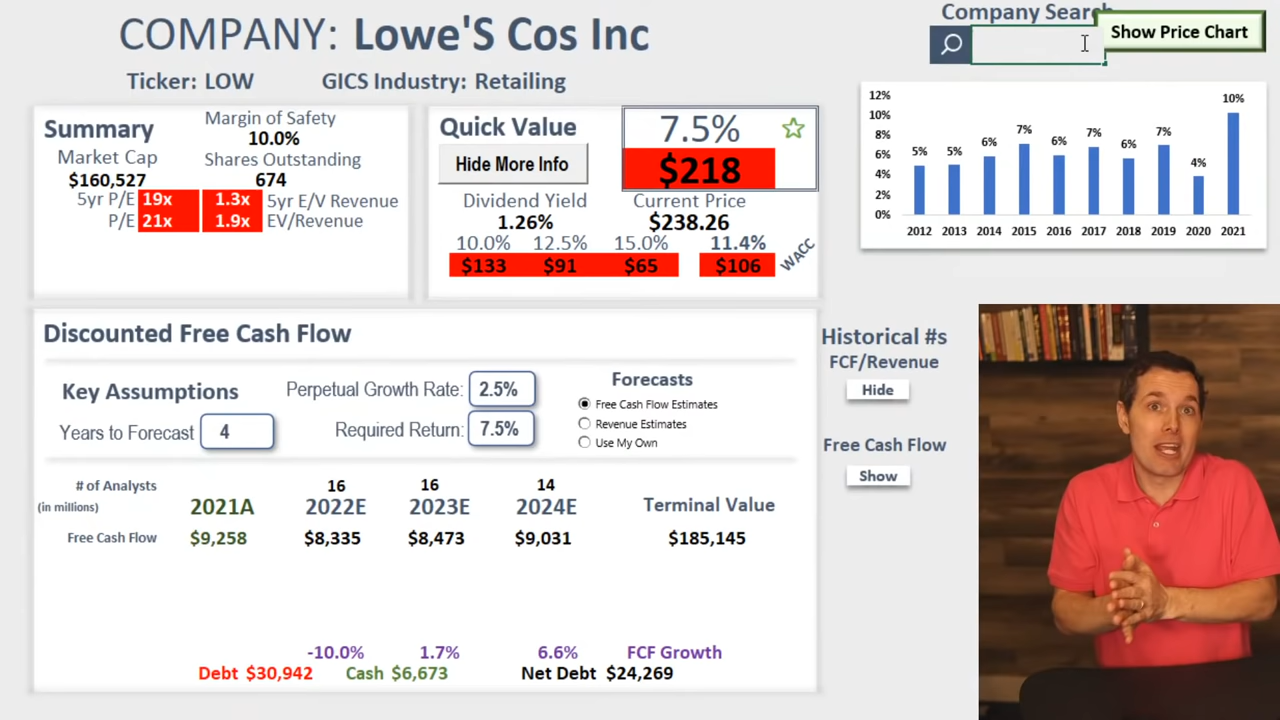 COMPANY: Lowe'S Cos Inc
Ticker: LOW GICS Industry: Retailing
Company Search
Show Price Chart
Summary
Margin of Safety
10.0%
Market Cap Shares Outstanding
$160,527 674
5yr P/E 19x 1.3x 5yr E/V Revenue
P/E 21x 1.9x EV/Revenue
Quick Value 7.5%
Hide More Info $218
Dividend Yield Current Price
1.26% $238.26
10.0% 12.5% 15.0% 11.4%
$133 $91 $65 $106 WACC
12%
10%
8%
6%
4%
2%
0%
5% 5% 6% 7% 6% 7% 6% 7% 4% 10%
2012 2013 2014 2015 2016 2017 2018 2019 2020 2021
Discounted Free Cash Flow
Key Assumptions
Years to Forecast 4
Perpetual Growth Rate: 2.5%
Required Return: 7.5%
Forecasts
Free Cash Flow Estimates
Revenue Estimates
Use My Own
# of Analysts 16 16 14
(in millions) 2021A 2022E 2023E 2024E Terminal Value
Free Cash Flow $9,258 $8,335 $8,473 $9,031 $185,145
-10.0% 1.7% 6.6% FCF Growth
Debt $30,942 Cash $6,673 Net Debt $24,269
Historical #s
FCF/Revenue
Hide
Free Cash Flow
Show